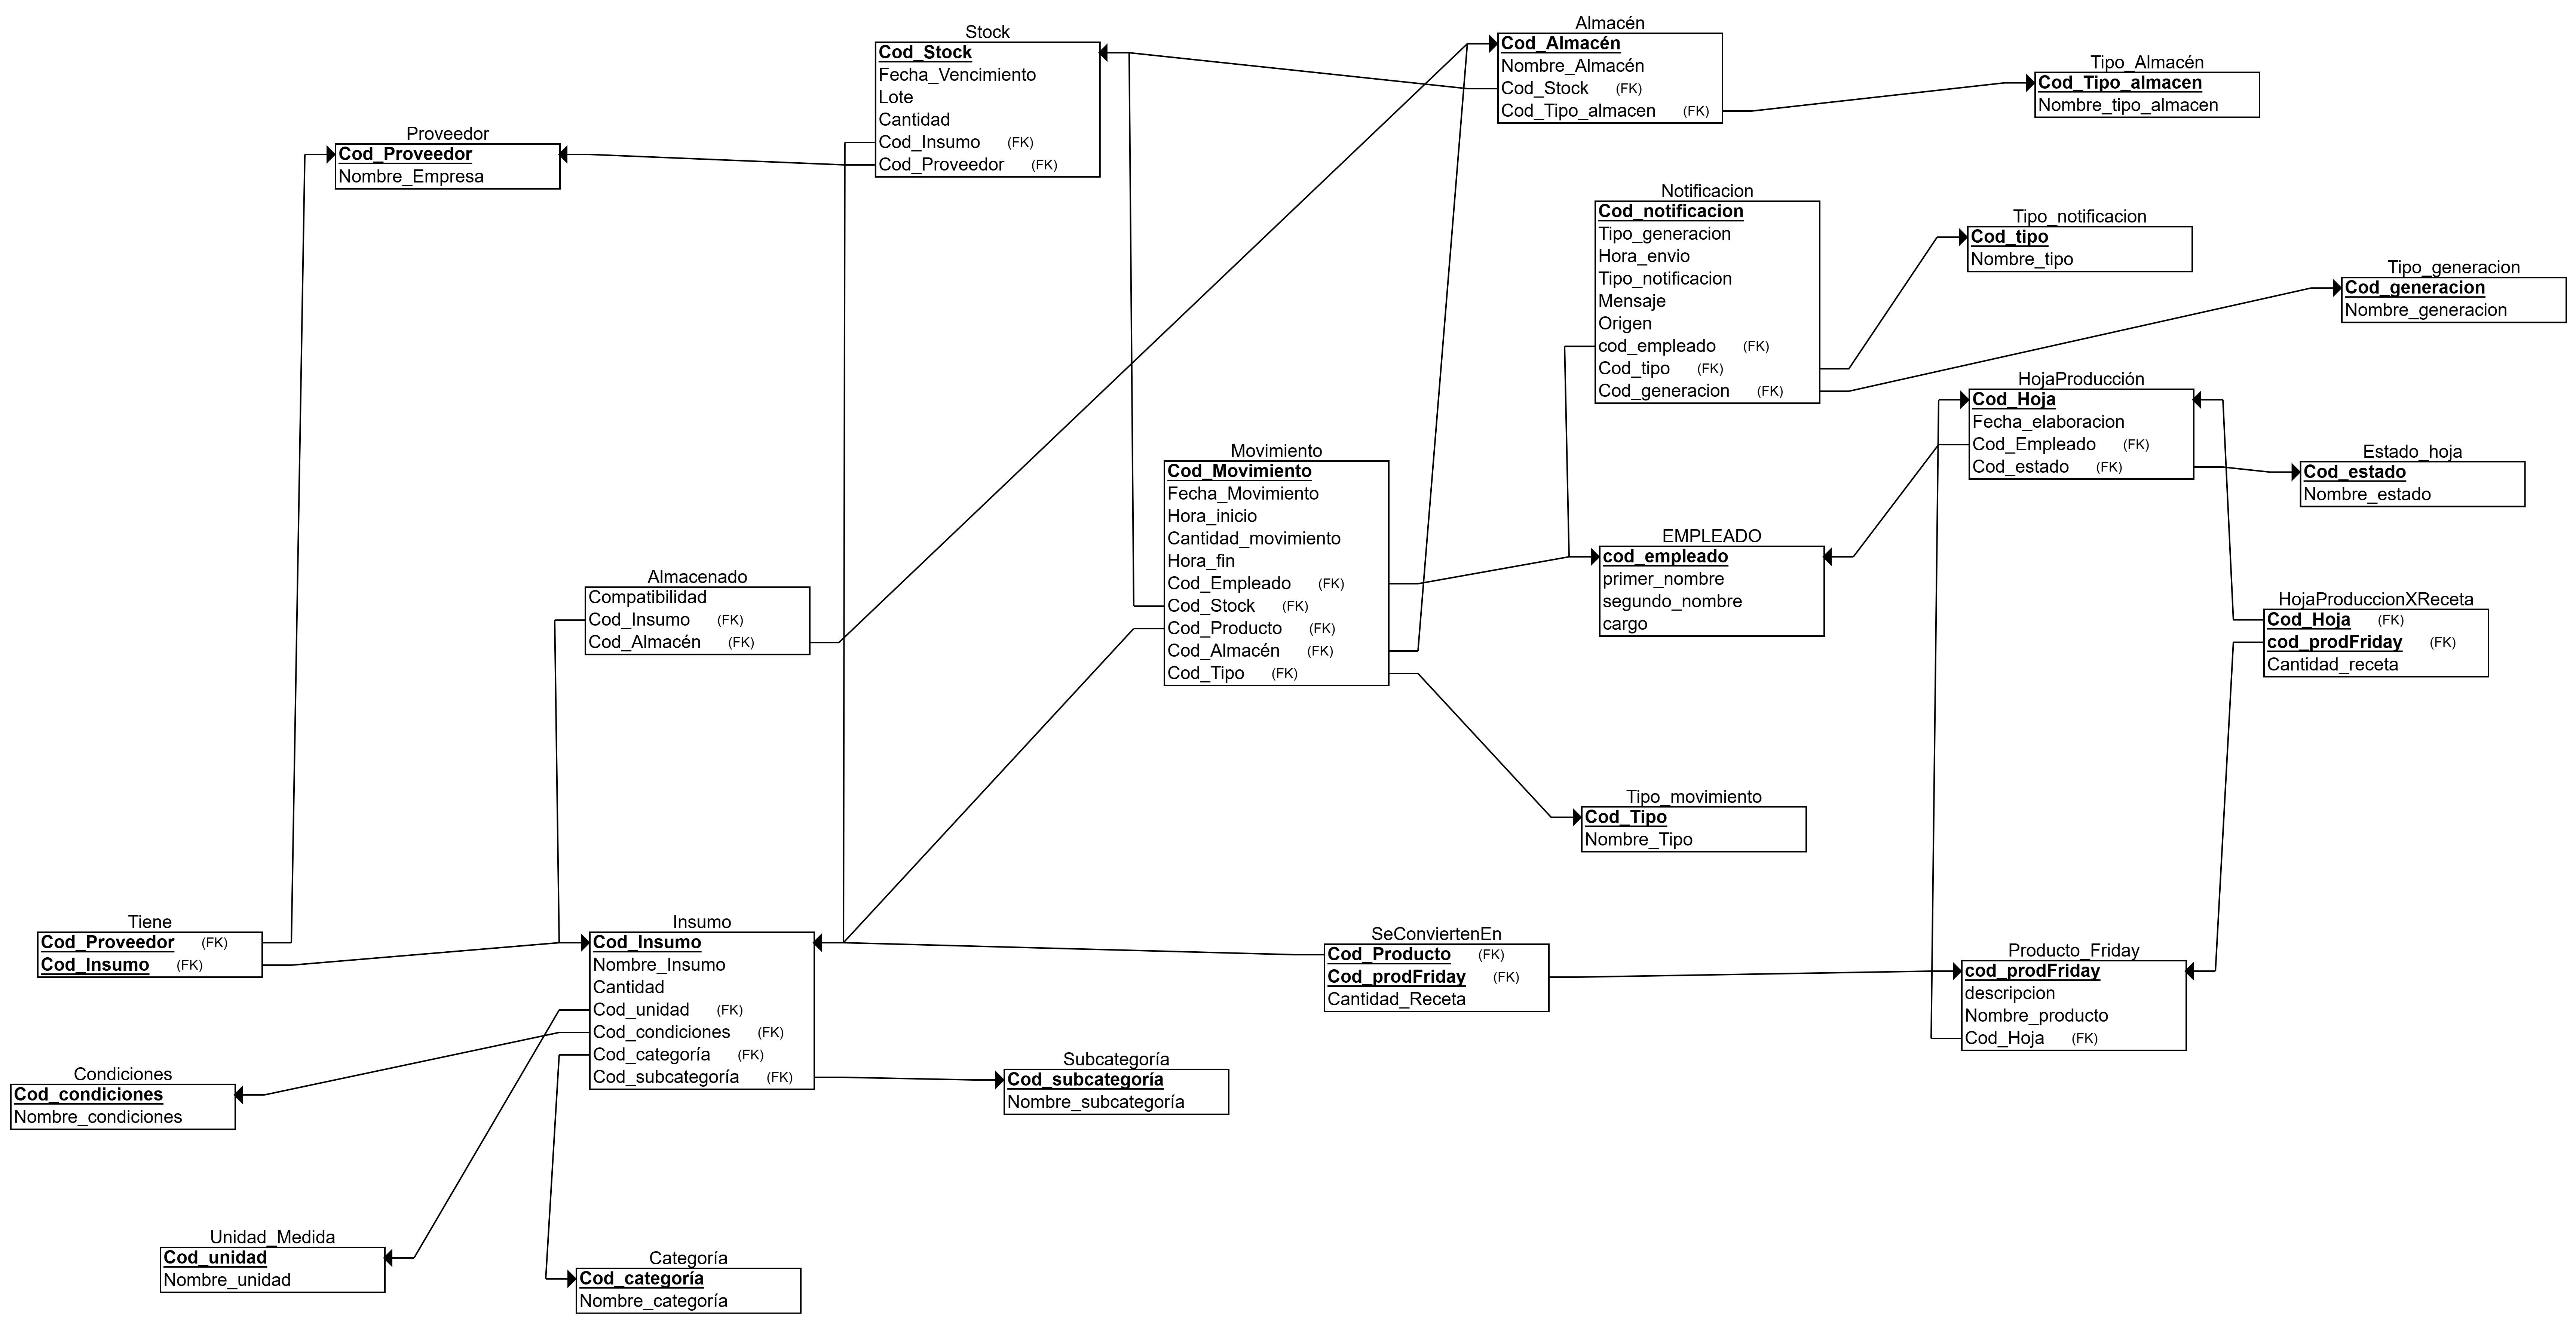 Stock
Cod_Stock
Fecha_Vencimiento
Lote
Cantidad
Cod_Insumo (FK)
Cod_Proveedor (FK)
Almacén
Cod_Almacén
Nombre_Almacén
Cod_Stock (FK)
Cod_Tipo_almacen (FK)
Tipo_Almacén
Cod_Tipo_almacen
Nombre_tipo_almacen
Proveedor
Cod_Proveedor
Nombre_Empresa
Notificacion
Cod_notificacion
Tipo_generacion
Hora_envio
Tipo_notificacion
Mensaje
Origen
cod_empleado (FK)
Cod_tipo (FK)
Cod_generacion (FK)
Tipo_notificacion
Cod_tipo
Nombre_tipo
Tipo_generacion
Cod_generacion
Nombre_generacion
HojaProducción
Cod_Hoja
Fecha_elaboracion
Cod_Empleado (FK)
Cod_estado (FK)
Estado_hoja
Cod_estado
Nombre_estado
Movimiento
Cod_Movimiento
Fecha_Movimiento
Hora_inicio
Cantidad_movimiento
Hora_fin
Cod_Empleado (FK)
Cod_Stock (FK)
Cod_Producto (FK)
Cod_Almacén (FK)
Cod_Tipo (FK)
EMPLEADO
cod_empleado
primer_nombre
segundo_nombre
cargo
Almacenado
Compatibilidad
Cod_Insumo (FK)
Cod_Almacén (FK)
HojaProduccionXReceta
Cod_Hoja (FK)
cod_prodFriday (FK)
Cantidad_receta
Tipo_movimiento
Cod_Tipo
Nombre_Tipo
Tiene
Cod_Proveedor (FK)
Cod_Insumo (FK)
Insumo
Cod_Insumo
Nombre_Insumo
Cantidad
Cod_unidad (FK)
Cod_condiciones (FK)
Cod_categoría (FK)
Cod_subcategoría (FK)
SeConviertenEn
Cod_Producto (FK)
Cod_prodFriday (FK)
Cantidad_Receta
Producto_Friday
cod_prodFriday
descripcion
Nombre_producto
Cod_Hoja (FK)
Subcategoría
Cod_subcategoría
Nombre_subcategoría
Condiciones
Cod_condiciones
Nombre_condiciones
Unidad_Medida
Cod_unidad
Nombre_unidad
Categoría
Cod_categoría
Nombre_categoría